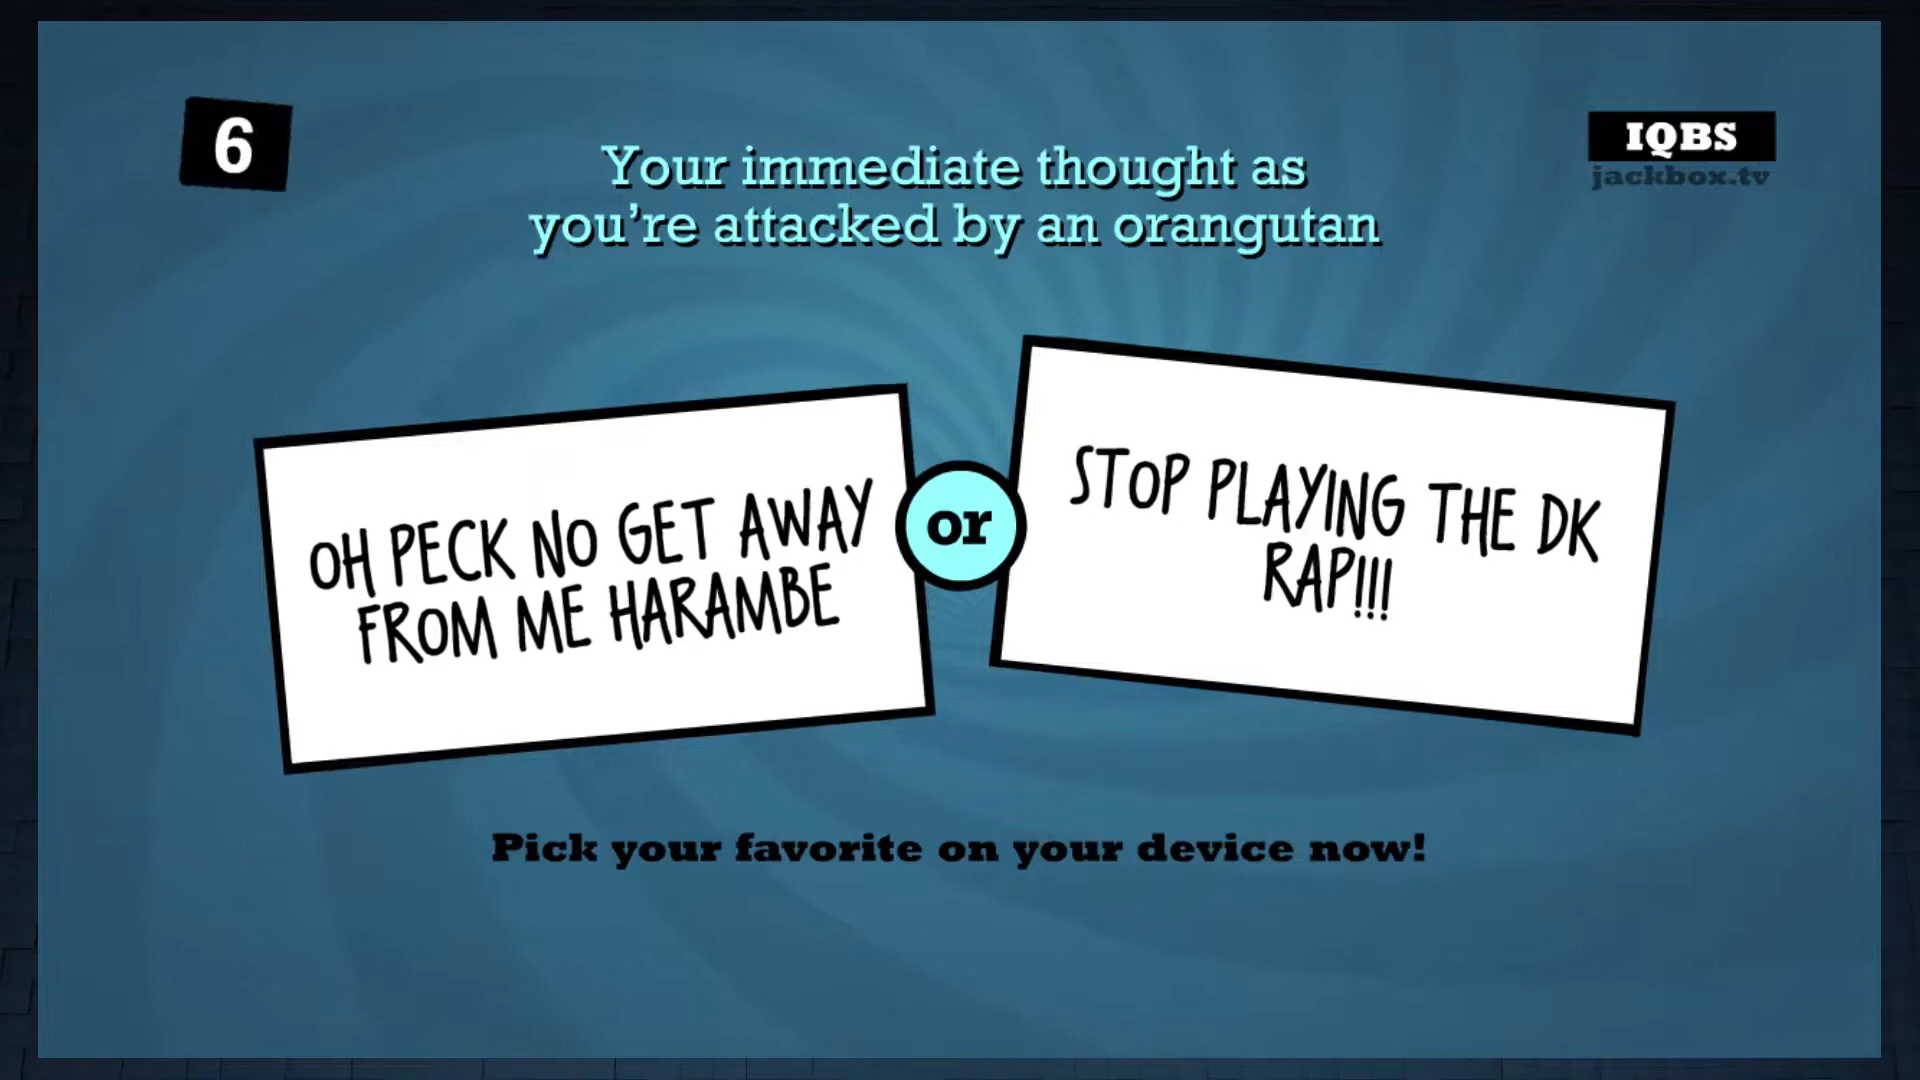 6
IQBS
jackbox.tv
Your immediate thought as
you're attacked by an orangutan
OH PECK NO GET AWAY
FROM ME HARAMBE
or
STOP PLAYING THE DK
RAP!!!
Pick your favorite on your device now!